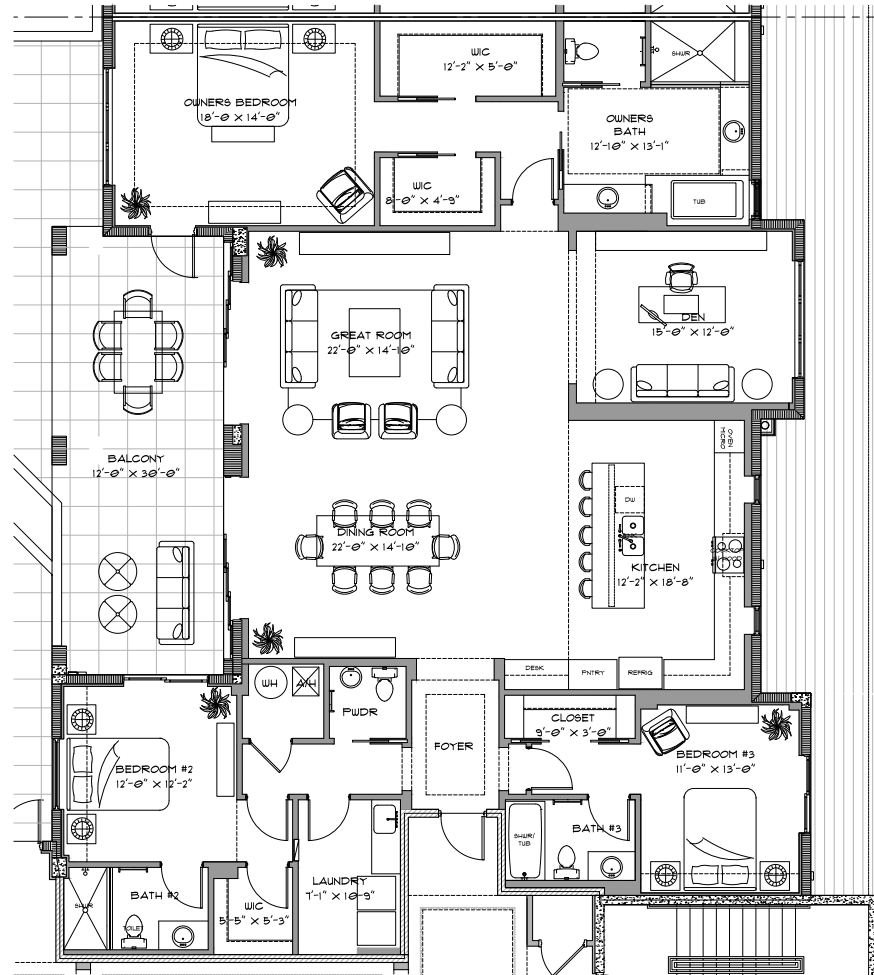 WIC
12'-2" X 5'-0"
SHWR
OWNERS BEDROOM
18'-0 X 14'-0"
OWNERS
BATH
12'-10" X 13'-1"
WIC
8'-0" X 4'-9"
TUB
GREAT ROOM
22'-0" X 14'-10"
DEN
15'-0" X 12'-0"
BALCONY
12'-0" X 30'-0"
OVEN
MICRO
DW
DINING ROOM
22'-0" X 14'-10"
KITCHEN
12'-2" X 18'-8"
DESK
PNTRY
REFRIG
WH
A/H
PWDR
FOYER
CLOSET
9'-0" X 3'-0"
BEDROOM #2
12'-0" X 12'-2"
BEDROOM #3
11'-0" X 13'-0"
SHWR/
TUB
BATH #3
LAUNDRY
7'-1" X 10'-9"
BATH #2
WIC
5'-5" X 5'-3"
SHWR
TOILET